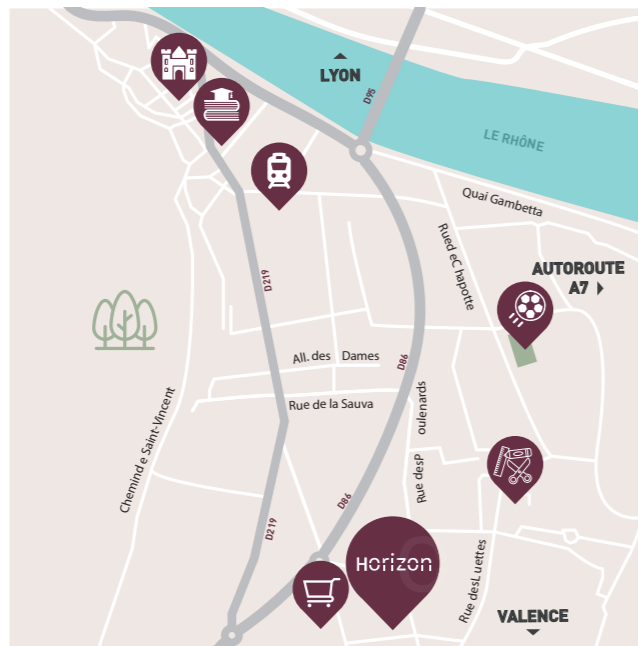 LYON
D95
LE RHÔNE
Quai Gambetta
Rued eC hapotte
AUTOROUTE
A7
D219
All. des Dames
D86
Rue de la Sauva
Rue desP oulenards
Chemind e Saint-Vincent
D86
D219
Horizon
Rue desL uettes
VALENCE